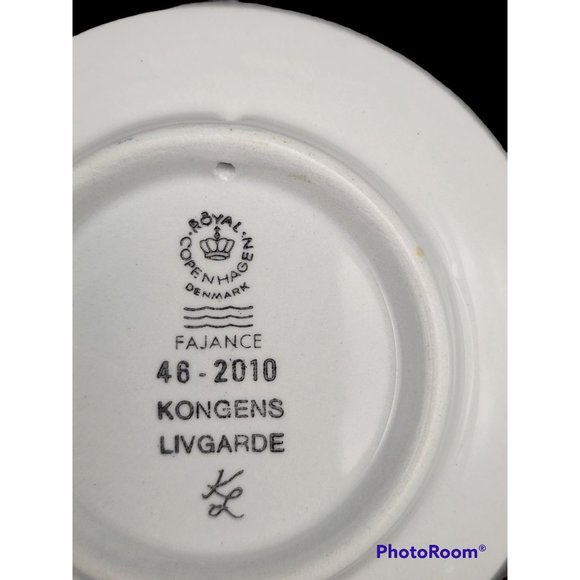 ROYAL
COPENHAGEN
DENMARK
FAJANCE
46-2010
KONGENS
LIVGARDE
KL
PhotoRoom®